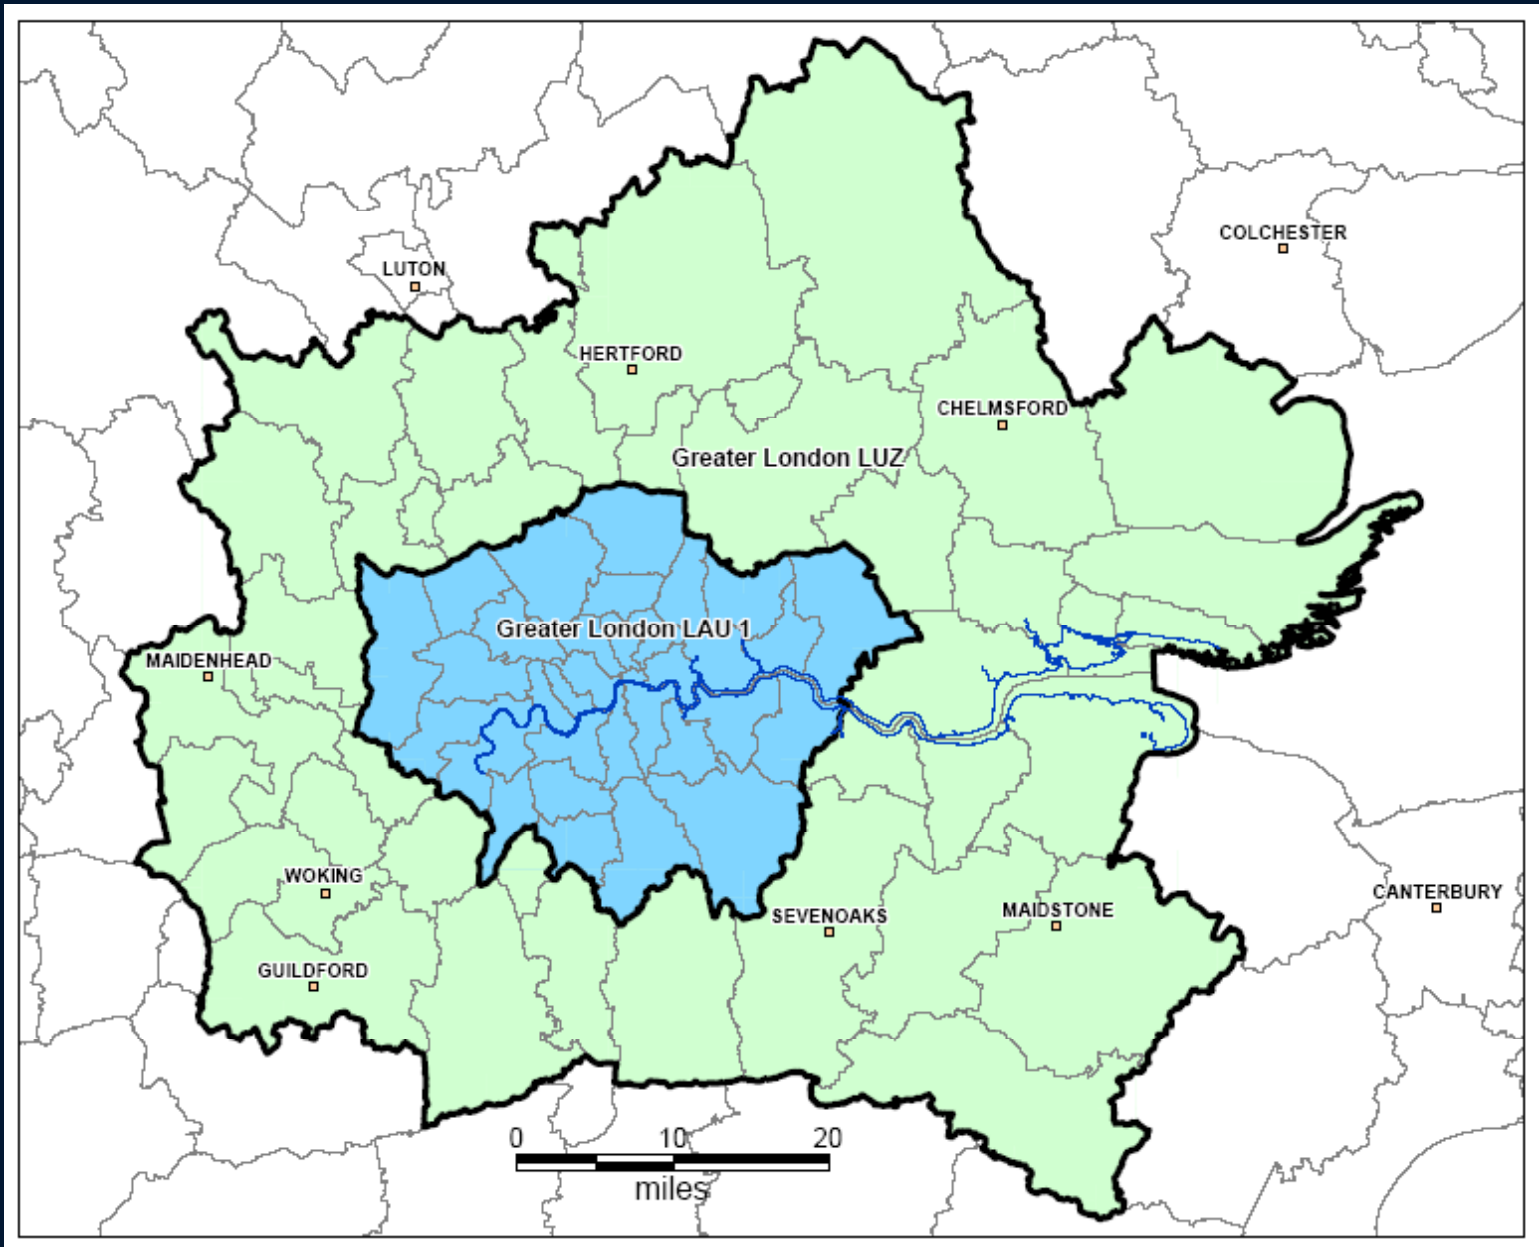 COLCHESTER
LUTON
HERTFORD
CHELMSFORD
Greater London LUZ
Greater London LAU 1
MAIDENHEAD
WOKING
CANTERBURY
SEVENOAKS
MAIDSTONE
GUILDFORD
0 10 20
miles